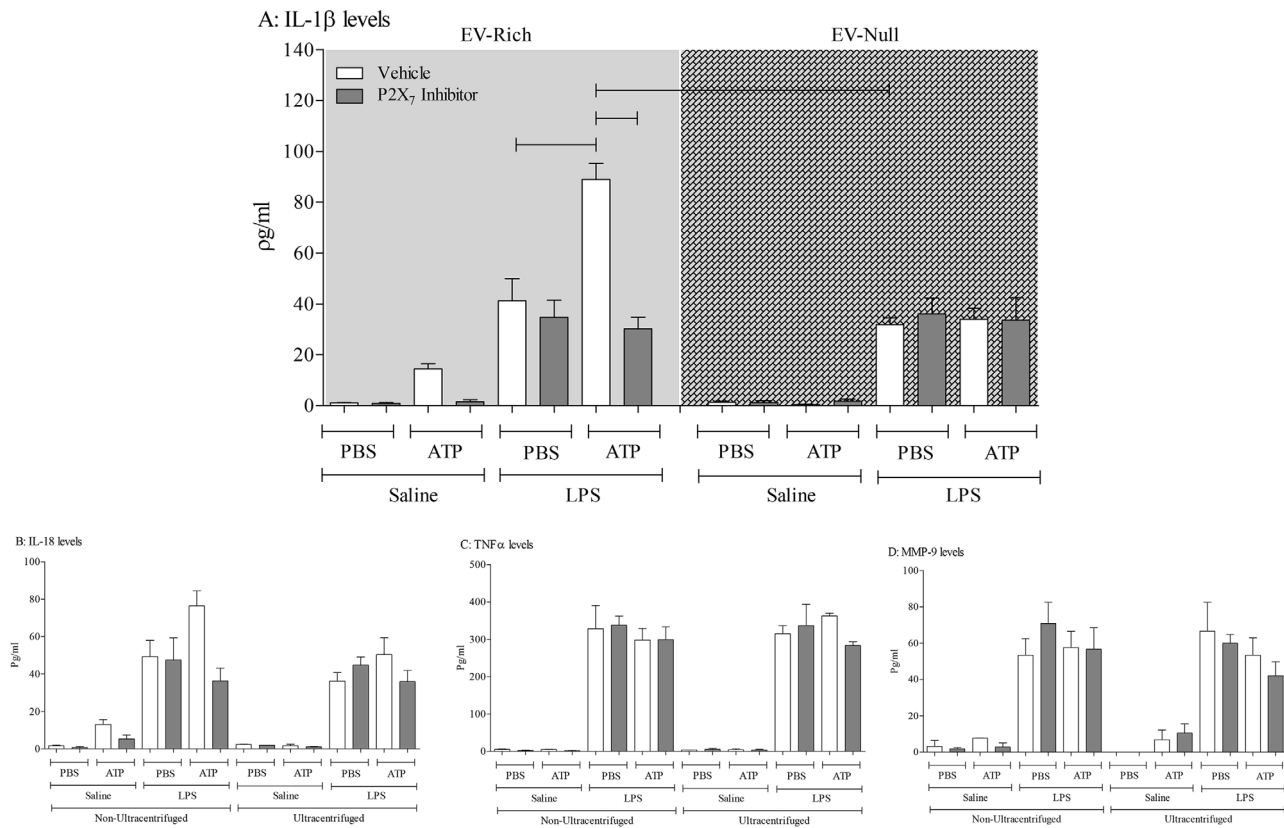 A: IL-1β levels
EV-Rich EV-Null
Vehicle
P2X₇ Inhibitor
ρg/ml
140
120
100
80
60
40
20
0
PBS ATP PBS ATP PBS ATP PBS ATP
Saline LPS Saline LPS
B: IL-18 levels
Pg/ml
100
80
60
40
20
0
PBS ATP PBS ATP PBS ATP PBS ATP
Saline LPS Saline LPS
Non-Ultracentrifuged Ultracentrifuged
C: TNFα levels
Pg/ml
500
400
300
200
100
0
PBS ATP PBS ATP PBS ATP PBS ATP
Saline LPS Saline LPS
Non-Ultracentrifuged Ultracentrifuged
D: MMP-9 levels
Pg/ml
100
80
60
40
20
0
PBS ATP PBS ATP PBS ATP PBS ATP
Saline LPS Saline LPS
Non-Ultracentrifuged Ultracentrifuged